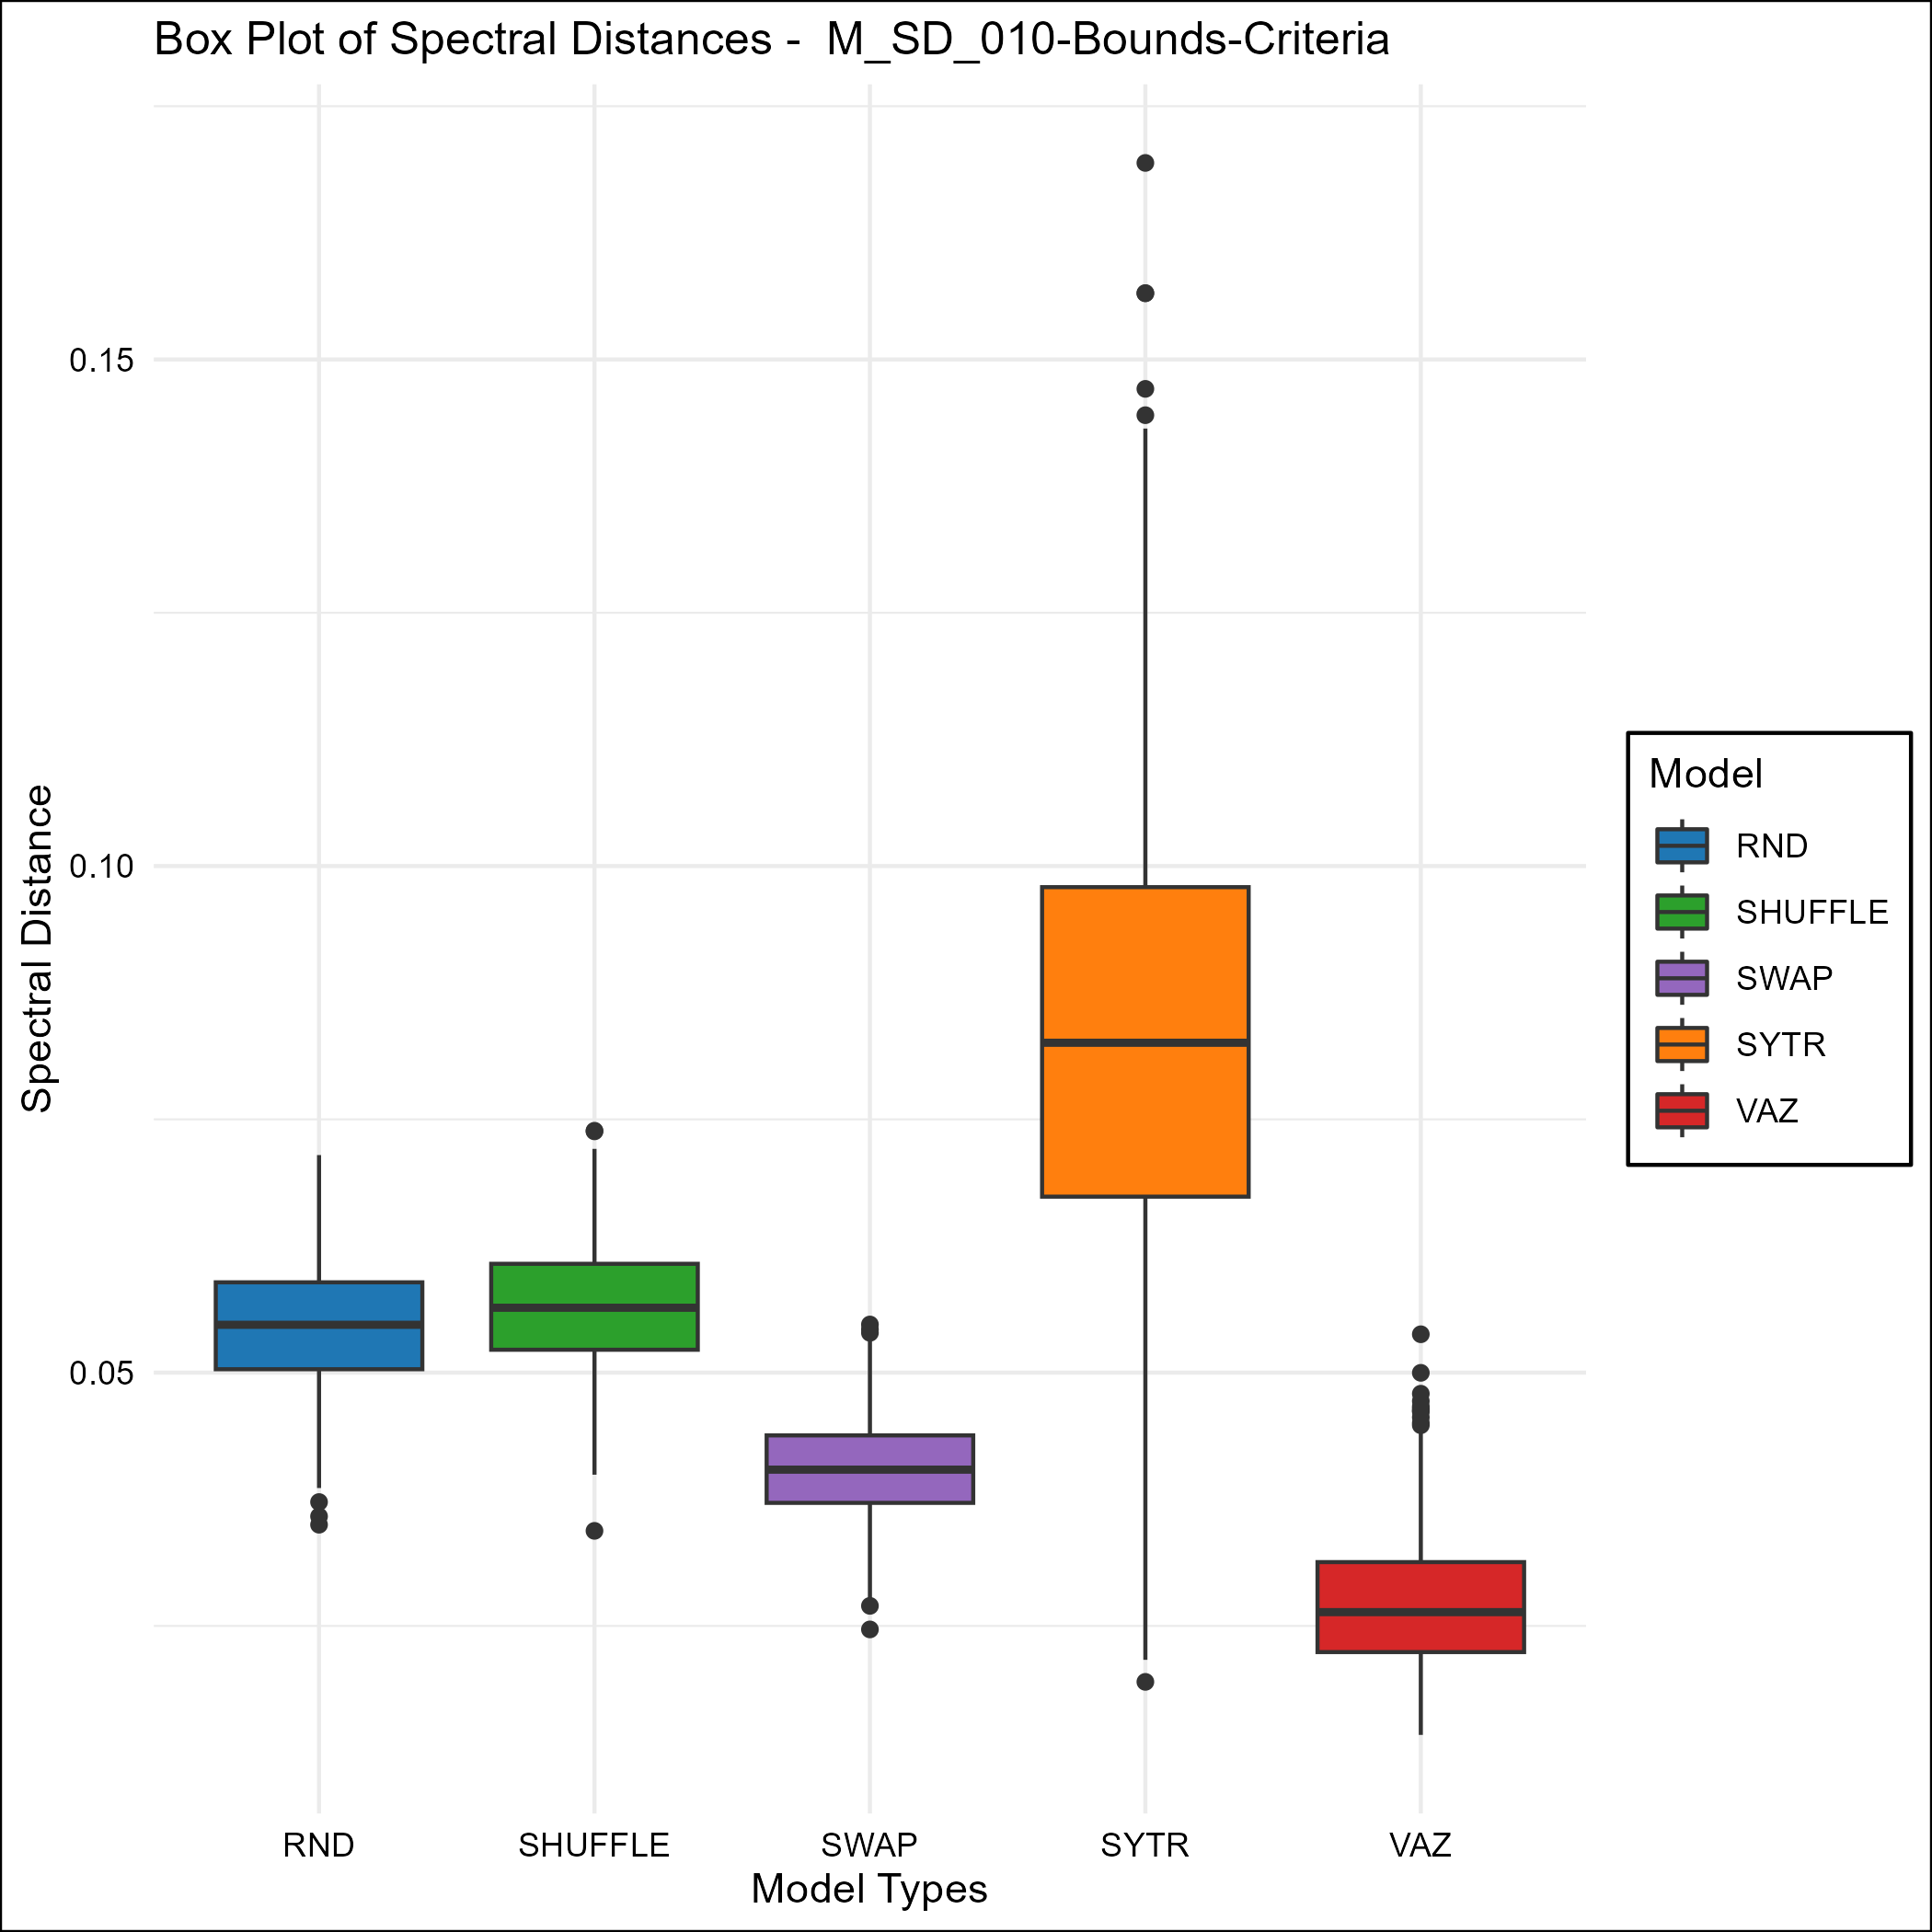 Box Plot of Spectral Distances -  M_SD_010-Bounds-Criteria
Spectral Distance
0.15
0.10
0.05
RND
SHUFFLE
SWAP
SYTR
VAZ
Model Types
Model
RND
SHUFFLE
SWAP
SYTR
VAZ